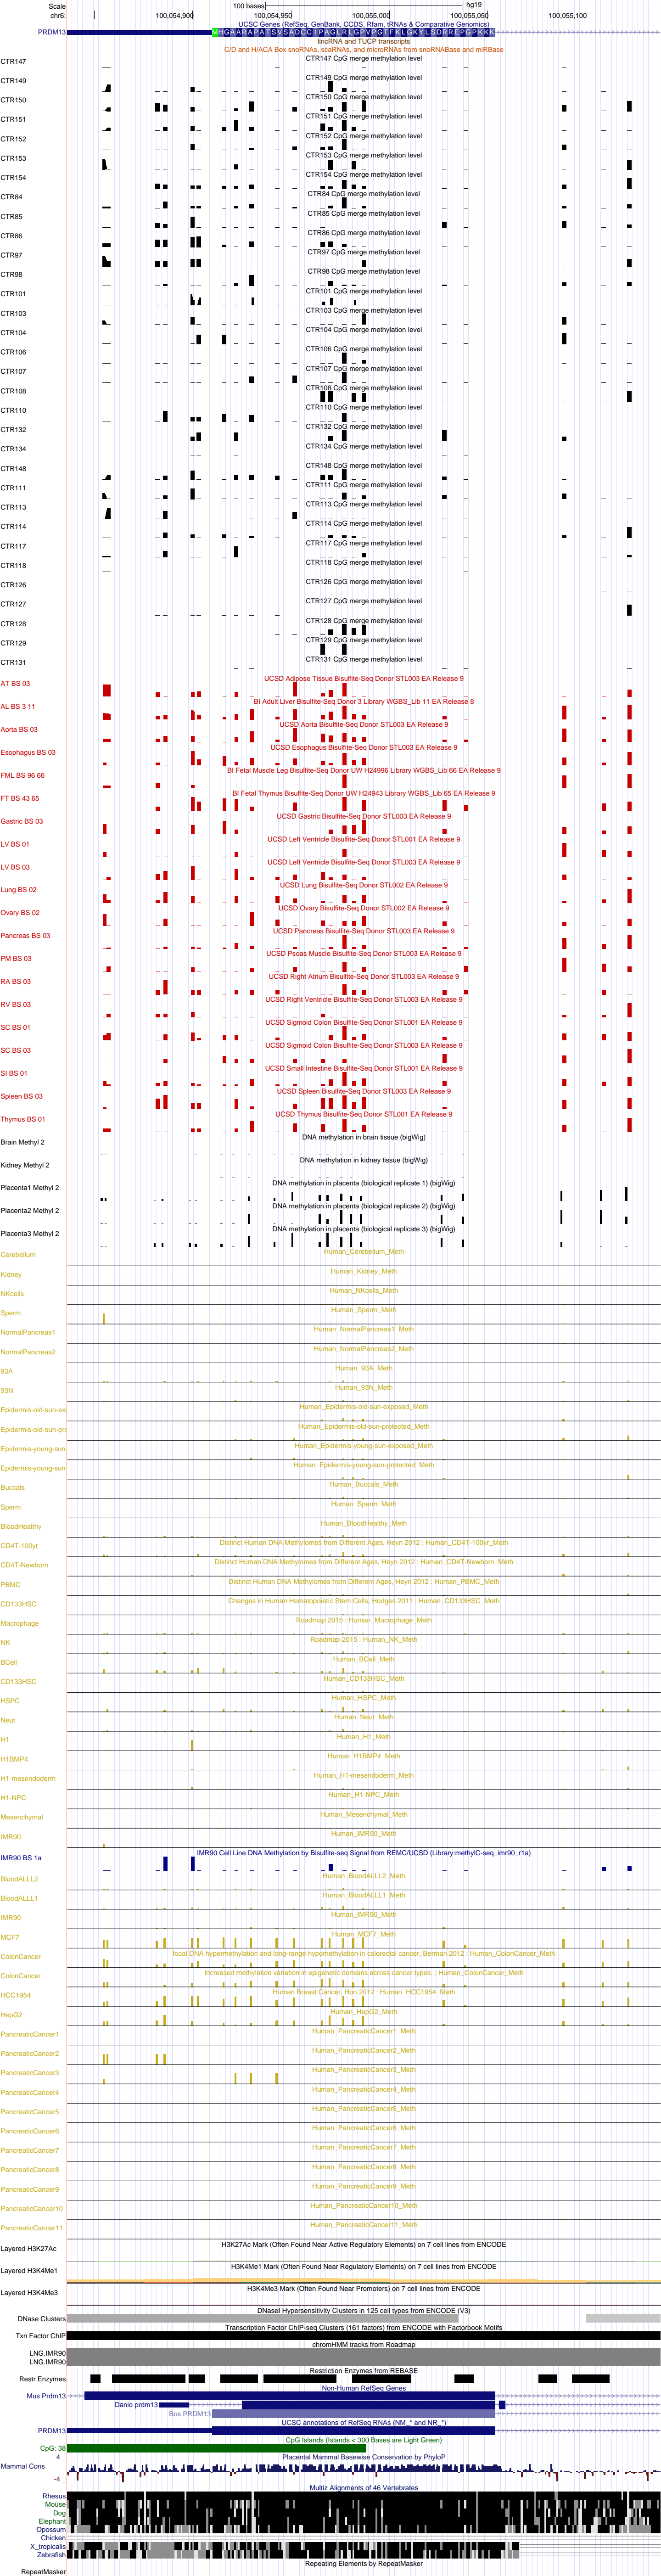 Scale 100 bases hg19
chr6: 100,054,900 100,054,950 100,055,000 100,055,050 100,055,100
UCSC Genes (RefSeq, GenBank, CCDS, Rfam, tRNAs & Comparative Genomics)
PRDM13 M H G A A R A P A T S V S A D C C I P A G L R L G P V P G T F K L G K Y L S D R R E P G P K K K
lincRNA and TUCP transcripts
C/D and H/ACA Box snoRNAs, scaRNAs, and microRNAs from snoRNABase and miRBase
CTR147 CTR147 CpG merge methylation level
CTR149 CTR149 CpG merge methylation level
CTR150 CTR150 CpG merge methylation level
CTR151 CTR151 CpG merge methylation level
CTR152 CTR152 CpG merge methylation level
CTR153 CTR153 CpG merge methylation level
CTR154 CTR154 CpG merge methylation level
CTR84 CTR84 CpG merge methylation level
CTR85 CTR85 CpG merge methylation level
CTR86 CTR86 CpG merge methylation level
CTR97 CTR97 CpG merge methylation level
CTR98 CTR98 CpG merge methylation level
CTR101 CTR101 CpG merge methylation level
CTR103 CTR103 CpG merge methylation level
CTR104 CTR104 CpG merge methylation level
CTR106 CTR106 CpG merge methylation level
CTR107 CTR107 CpG merge methylation level
CTR108 CTR108 CpG merge methylation level
CTR110 CTR110 CpG merge methylation level
CTR132 CTR132 CpG merge methylation level
CTR134 CTR134 CpG merge methylation level
CTR148 CTR148 CpG merge methylation level
CTR111 CTR111 CpG merge methylation level
CTR113 CTR113 CpG merge methylation level
CTR114 CTR114 CpG merge methylation level
CTR117 CTR117 CpG merge methylation level
CTR118 CTR118 CpG merge methylation level
CTR126 CTR126 CpG merge methylation level
CTR127 CTR127 CpG merge methylation level
CTR128 CTR128 CpG merge methylation level
CTR129 CTR129 CpG merge methylation level
CTR131 CTR131 CpG merge methylation level
AT BS 03 UCSD Adipose Tissue Bisulfite-Seq Donor STL003 EA Release 9
AL BS 3 11 BI Adult Liver Bisulfite-Seq Donor 3 Library WGBS_Lib 11 EA Release 8
Aorta BS 03 UCSD Aorta Bisulfite-Seq Donor STL003 EA Release 9
Esophagus BS 03 UCSD Esophagus Bisulfite-Seq Donor STL003 EA Release 9
FML BS 96 66 BI Fetal Muscle Leg Bisulfite-Seq Donor UW H24996 Library WGBS_Lib 66 EA Release 9
FT BS 43 65 BI Fetal Thymus Bisulfite-Seq Donor UW H24943 Library WGBS_Lib 65 EA Release 9
Gastric BS 03 UCSD Gastric Bisulfite-Seq Donor STL003 EA Release 9
LV BS 01 UCSD Left Ventricle Bisulfite-Seq Donor STL001 EA Release 9
LV BS 03 UCSD Left Ventricle Bisulfite-Seq Donor STL003 EA Release 9
Lung BS 02 UCSD Lung Bisulfite-Seq Donor STL002 EA Release 9
Ovary BS 02 UCSD Ovary Bisulfite-Seq Donor STL002 EA Release 9
Pancreas BS 03 UCSD Pancreas Bisulfite-Seq Donor STL003 EA Release 9
PM BS 03 UCSD Psoas Muscle Bisulfite-Seq Donor STL003 EA Release 9
RA BS 03 UCSD Right Atrium Bisulfite-Seq Donor STL003 EA Release 9
RV BS 03 UCSD Right Ventricle Bisulfite-Seq Donor STL003 EA Release 9
SC BS 01 UCSD Sigmoid Colon Bisulfite-Seq Donor STL001 EA Release 9
SC BS 03 UCSD Sigmoid Colon Bisulfite-Seq Donor STL003 EA Release 9
SI BS 01 UCSD Small Intestine Bisulfite-Seq Donor STL001 EA Release 9
Spleen BS 03 UCSD Spleen Bisulfite-Seq Donor STL003 EA Release 9
Thymus BS 01 UCSD Thymus Bisulfite-Seq Donor STL001 EA Release 9
Brain Methyl 2 DNA methylation in brain tissue (bigWig)
Kidney Methyl 2 DNA methylation in kidney tissue (bigWig)
Placenta1 Methyl 2 DNA methylation in placenta (biological replicate 1) (bigWig)
Placenta2 Methyl 2 DNA methylation in placenta (biological replicate 2) (bigWig)
Placenta3 Methyl 2 DNA methylation in placenta (biological replicate 3) (bigWig)
Cerebellum Human_Cerebellum_Meth
Kidney Human_Kidney_Meth
NKcells Human_NKcells_Meth
Sperm Human_Sperm_Meth
NormalPancreas1 Human_NormalPancreas1_Meth
NormalPancreas2 Human_NormalPancreas2_Meth
93A Human_93A_Meth
93N Human_93N_Meth
Epidermis-old-sun-ex Human_Epidermis-old-sun-exposed_Meth
Epidermis-old-sun-pr Human_Epidermis-old-sun-protected_Meth
Epidermis-young-sun Human_Epidermis-young-sun-exposed_Meth
Epidermis-young-sun Human_Epidermis-young-sun-protected_Meth
Buccals Human_Buccals_Meth
Sperm Human_Sperm_Meth
BloodHealthy Human_BloodHealthy_Meth
CD4T-100yr Distinct Human DNA Methylomes from Different Ages, Heyn 2012 : Human_CD4T-100yr_Meth
CD4T-Newborn Distinct Human DNA Methylomes from Different Ages, Heyn 2012 : Human_CD4T-Newborn_Meth
PBMC Distinct Human DNA Methylomes from Different Ages, Heyn 2012 : Human_PBMC_Meth
CD133HSC Changes in Human Hematopoietic Stem Cells, Hodges 2011 : Human_CD133HSC_Meth
Macrophage Roadmap 2015 : Human_Macrophage_Meth
NK Roadmap 2015 : Human_NK_Meth
BCell Human_BCell_Meth
CD133HSC Human_CD133HSC_Meth
HSPC Human_HSPC_Meth
Neut Human_Neut_Meth
H1 Human_H1_Meth
H1BMP4 Human_H1BMP4_Meth
H1-mesendoderm Human_H1-mesendoderm_Meth
H1-NPC Human_H1-NPC_Meth
Mesenchymal Human_Mesenchymal_Meth
IMR90 Human_IMR90_Meth
IMR90 BS 1a IMR90 Cell Line DNA Methylation by Bisulfite-seq Signal from REMC/UCSD (Library:methylC-seq_imr90_r1a)
BloodALLL2 Human_BloodALLL2_Meth
BloodALLL1 Human_BloodALLL1_Meth
IMR90 Human_IMR90_Meth
MCF7 Human_MCF7_Meth
ColonCancer focal DNA hypermethylation and long-range hypomethylation in colorectal cancer, Berman 2012 : Human_ColonCancer_Meth
ColonCancer Increased methylation variation in epigenetic domains across cancer types. : Human_ColonCancer_Meth
HCC1954 Human Breast Cancer, Hon 2012 : Human_HCC1954_Meth
HepG2 Human_HepG2_Meth
PancreaticCancer1 Human_PancreaticCancer1_Meth
PancreaticCancer2 Human_PancreaticCancer2_Meth
PancreaticCancer3 Human_PancreaticCancer3_Meth
PancreaticCancer4 Human_PancreaticCancer4_Meth
PancreaticCancer5 Human_PancreaticCancer5_Meth
PancreaticCancer6 Human_PancreaticCancer6_Meth
PancreaticCancer7 Human_PancreaticCancer7_Meth
PancreaticCancer8 Human_PancreaticCancer8_Meth
PancreaticCancer9 Human_PancreaticCancer9_Meth
PancreaticCancer10 Human_PancreaticCancer10_Meth
PancreaticCancer11 Human_PancreaticCancer11_Meth
Layered H3K27Ac H3K27Ac Mark (Often Found Near Active Regulatory Elements) on 7 cell lines from ENCODE
Layered H3K4Me1 H3K4Me1 Mark (Often Found Near Regulatory Elements) on 7 cell lines from ENCODE
Layered H3K4Me3 H3K4Me3 Mark (Often Found Near Promoters) on 7 cell lines from ENCODE
DNaseI Hypersensitivity Clusters in 125 cell types from ENCODE (V3)
DNase Clusters
Transcription Factor ChIP-seq Clusters (161 factors) from ENCODE with Factorbook Motifs
Txn Factor ChIP
chromHMM tracks from Roadmap
LNG.IMR90
LNG.IMR90
Restriction Enzymes from REBASE
Restr Enzymes
Non-Human RefSeq Genes
Mus Prdm13
Danio prdm13
Bos PRDM13
UCSC annotations of RefSeq RNAs (NM_* and NR_*)
PRDM13
CpG Islands (Islands < 300 Bases are Light Green)
CpG: 38
Placental Mammal Basewise Conservation by PhyloP
4
Mammal Cons
-4
Multiz Alignments of 46 Vertebrates
Rhesus
Mouse
Dog
Elephant
Opossum
Chicken
X_tropicalis
Zebrafish
Repeating Elements by RepeatMasker
RepeatMasker